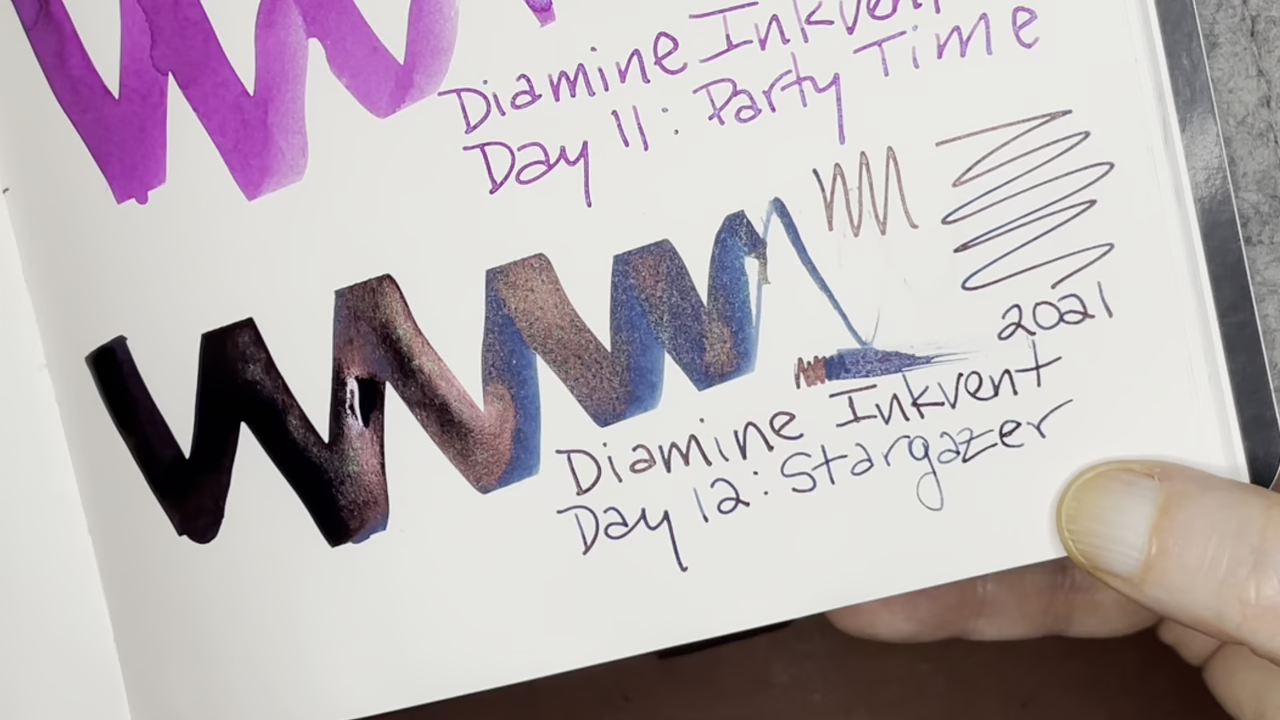 Diamine Inkvent
Day 11: Party Time
2021
Diamine Inkvent
Day 12: Stargazer